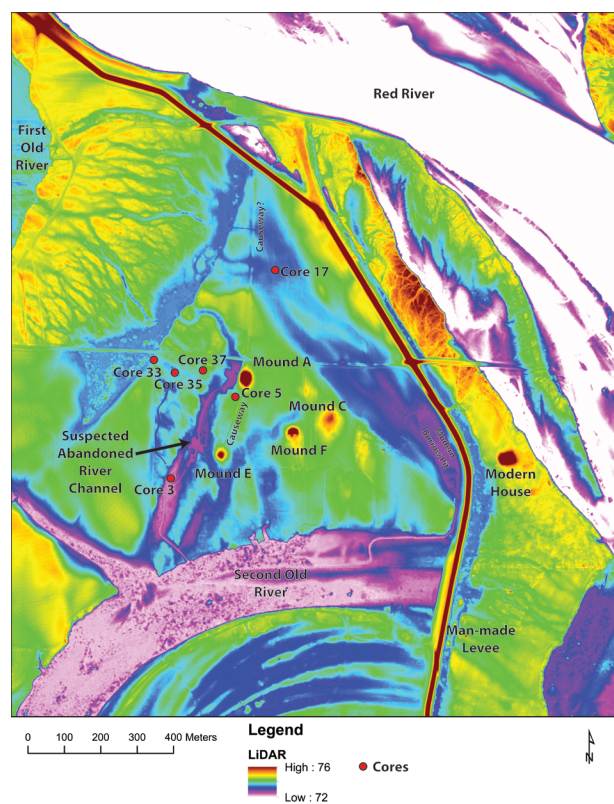 Red River
First
Old
River
Causeway?
Core 17
Core 33
Core 37
Core 35
Mound A
Core 5
Mound C
Causeway
Mound F
Suspected
Abandoned
River
Channel
Mound E
Core 3
Modern
House
Second Old
River
Man-made
Levee
0 100 200 400 Meters
Legend
LiDAR
High : 76
Low : 72
Cores
N